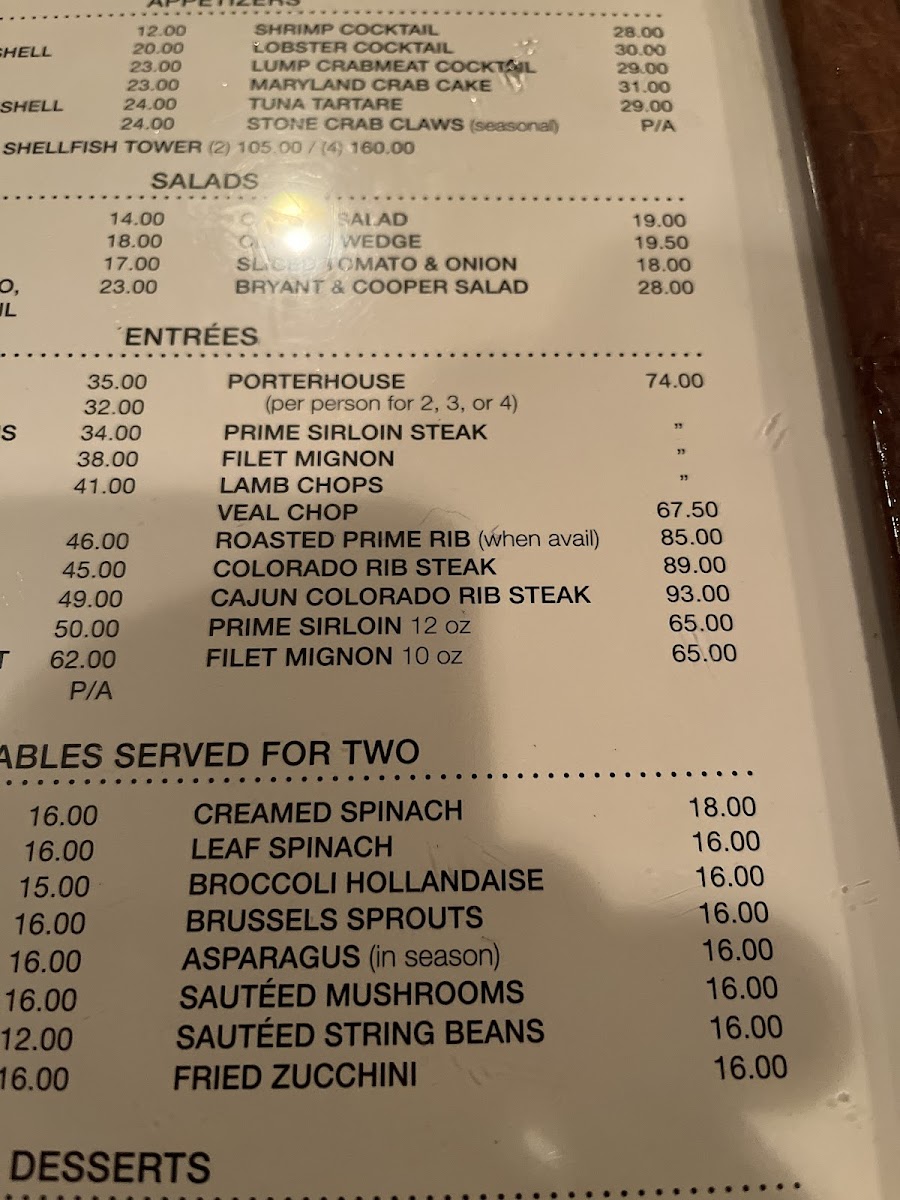 APPETIZERS
12.00 SHRIMP COCKTAIL 28.00
SHELL 20.00 LOBSTER COCKTAIL 30.00
23.00 LUMP CRABMEAT COCKTAIL 29.00
23.00 MARYLAND CRAB CAKE 31.00
SHELL 24.00 TUNA TARTARE 29.00
24.00 STONE CRAB CLAWS (seasonal) P/A
SHELLFISH TOWER (2) 105.00 / (4) 160.00
SALADS
14.00 SALAD 19.00
18.00 WEDGE 19.50
17.00 SLICED TOMATO & ONION 18.00
O, 23.00 BRYANT & COOPER SALAD 28.00
IL
ENTRÉES
35.00 PORTERHOUSE 74.00
32.00 (per person for 2, 3, or 4)
S 34.00 PRIME SIRLOIN STEAK "
38.00 FILET MIGNON "
41.00 LAMB CHOPS "
VEAL CHOP 67.50
46.00 ROASTED PRIME RIB (when avail) 85.00
45.00 COLORADO RIB STEAK 89.00
49.00 CAJUN COLORADO RIB STEAK 93.00
50.00 PRIME SIRLOIN 12 oz 65.00
T 62.00 FILET MIGNON 10 oz 65.00
P/A
ABLES SERVED FOR TWO
16.00 CREAMED SPINACH 18.00
16.00 LEAF SPINACH 16.00
15.00 BROCCOLI HOLLANDAISE 16.00
16.00 BRUSSELS SPROUTS 16.00
16.00 ASPARAGUS (in season) 16.00
16.00 SAUTÉED MUSHROOMS 16.00
12.00 SAUTÉED STRING BEANS 16.00
16.00 FRIED ZUCCHINI 16.00
DESSERTS